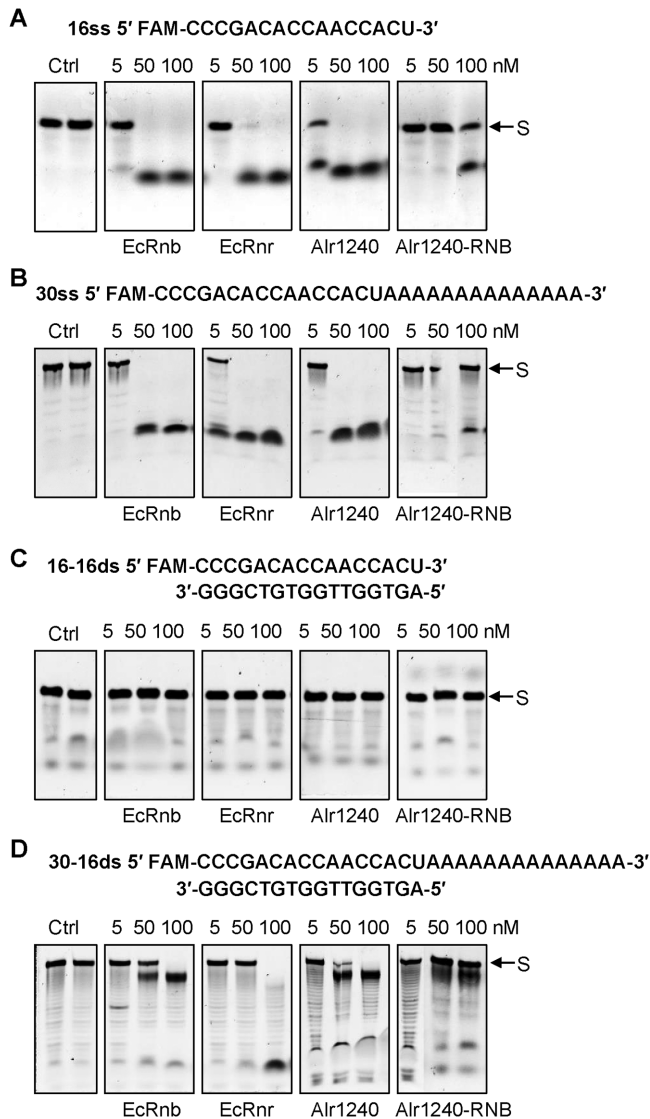 A
16ss 5′ FAM-CCCGACACCAACCACU-3′
Ctrl 5 50 100 5 50 100 5 50 100 5 50 100 nM
S
EcRnb EcRnr Alr1240 Alr1240-RNB
B
30ss 5′ FAM-CCCGACACCAACCACUAAAAAAAAAAAAAA-3′
Ctrl 5 50 100 5 50 100 5 50 100 5 50 100 nM
S
EcRnb EcRnr Alr1240 Alr1240-RNB
C
16-16ds 5′ FAM-CCCGACACCAACCACU-3′
3′-GGGCTGTGGTTGGTGA-5′
Ctrl 5 50 100 5 50 100 5 50 100 5 50 100 nM
S
EcRnb EcRnr Alr1240 Alr1240-RNB
D
30-16ds 5′ FAM-CCCGACACCAACCACUAAAAAAAAAAAAAA-3′
3′-GGGCTGTGGTTGGTGA-5′
Ctrl 5 50 100 5 50 100 5 50 100 5 50 100 nM
S
EcRnb EcRnr Alr1240 Alr1240-RNB